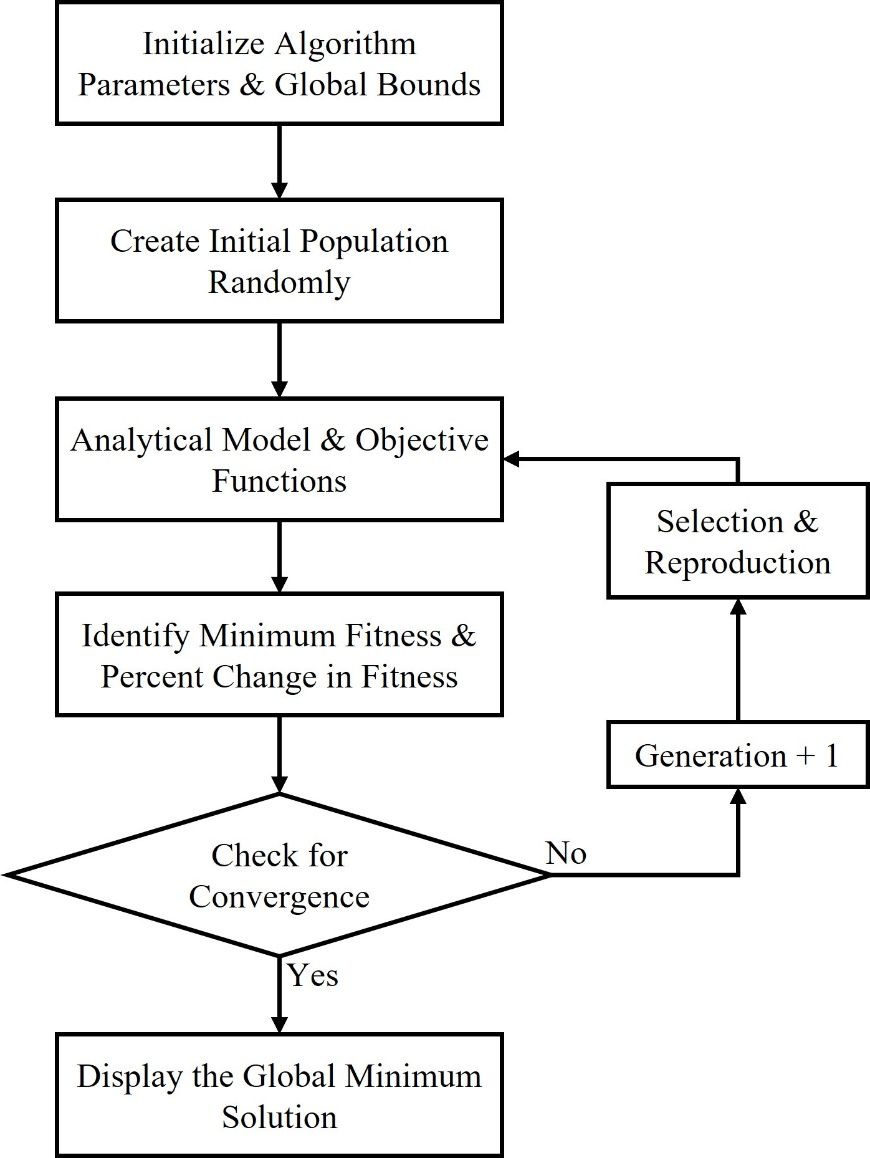 Initialize Algorithm
Parameters & Global Bounds
Create Initial Population
Randomly
Analytical Model & Objective
Functions
Selection &
Reproduction
Identify Minimum Fitness &
Percent Change in Fitness
Generation + 1
Check for
Convergence
No
Yes
Display the Global Minimum
Solution